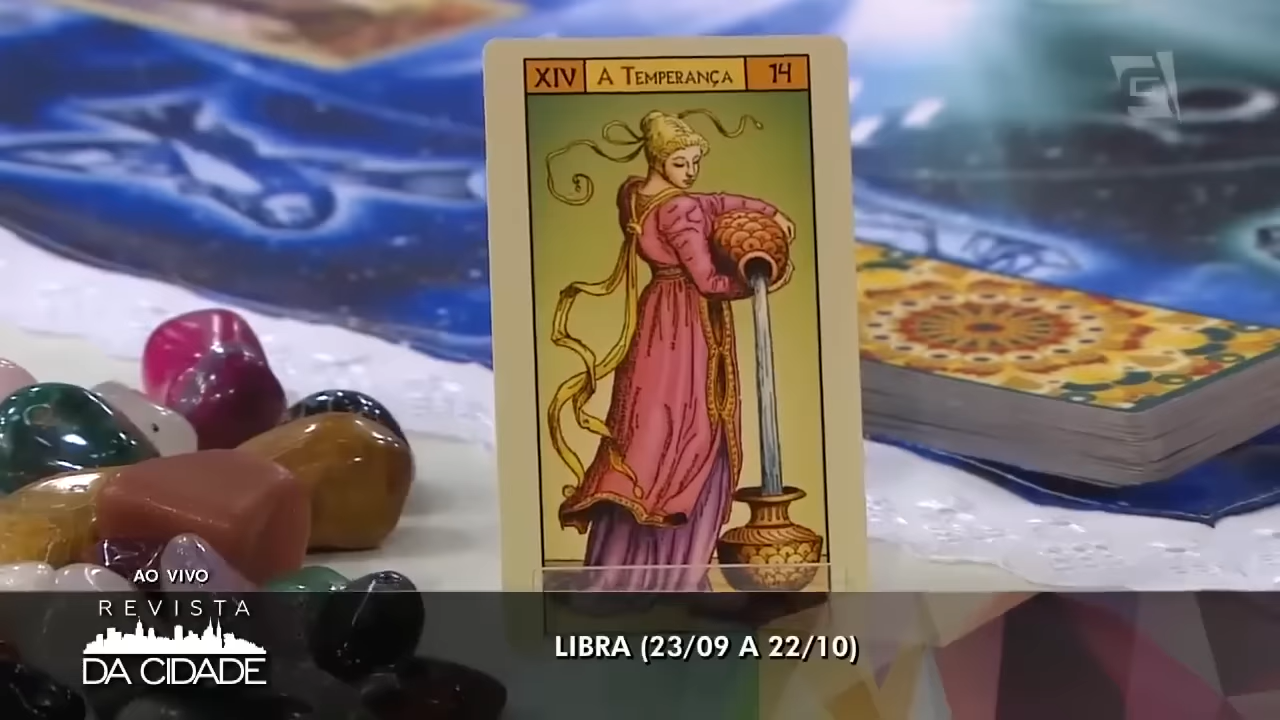 XIV A TEMPERANÇA 14
AO VIVO
REVISTA
DA CIDADE
LIBRA (23/09 A 22/10)